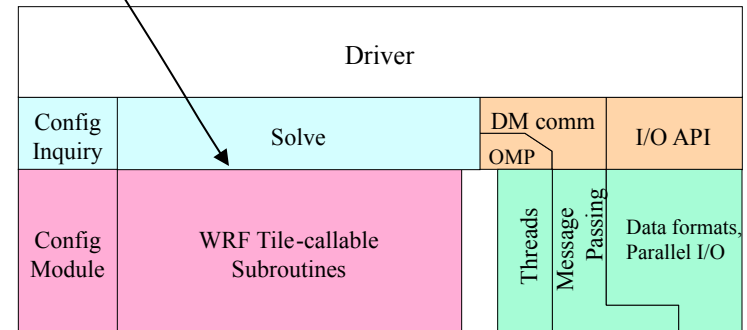 Driver
Config
Inquiry
Solve
DM comm
OMP
I/O API
Config
Module
WRF Tile-callable
Subroutines
Threads
Message
Passing
Data formats,
Parallel I/O